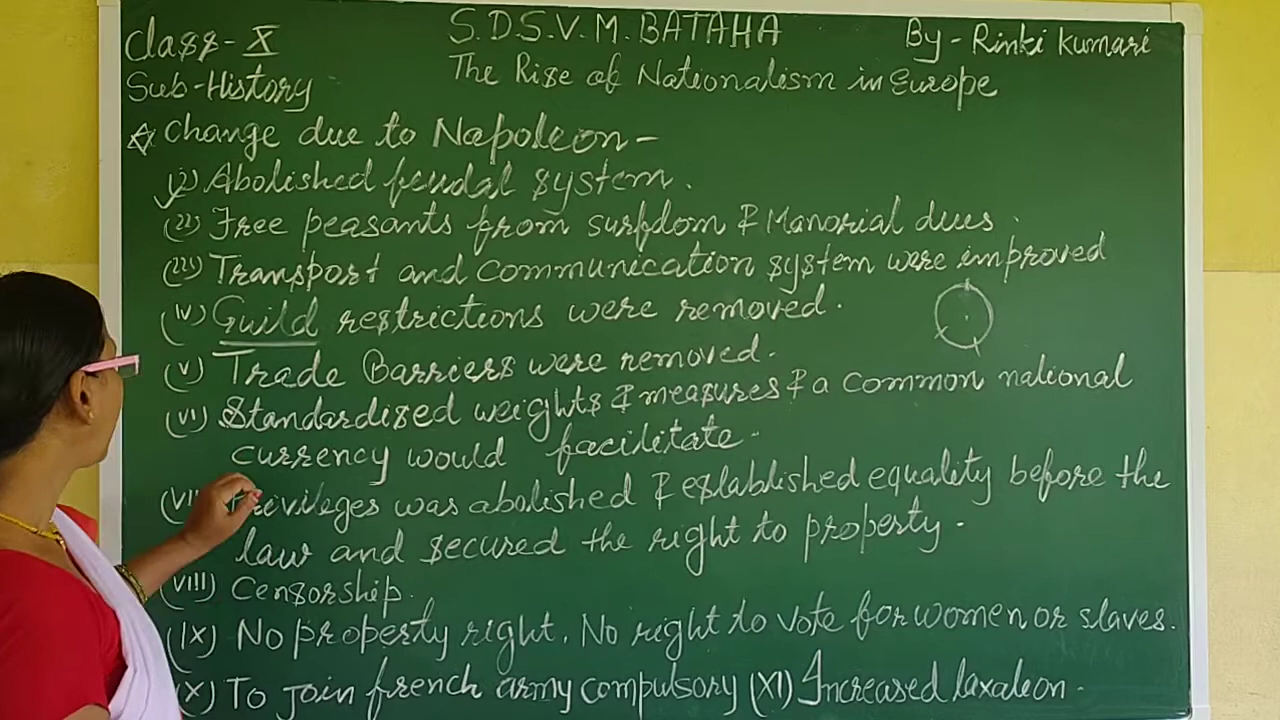 Class-X
S.D.S.V.M. BATAHA
By - Rinki Kumari
Sub-History
The Rise of Nationalism in Europe
Change due to Napoleon -
(i) Abolished feudal system.
(ii) Free peasants from surfdom & Manorial dues.
(iii) Transport and communication system were improved
(iv) Guild restrictions were removed.
(v) Trade Barriers were removed.
(VI) Standardised weights & measures & a common national
currency would facilitate.
(VII) Privileges was abolished & established equality before the
law and secured the right to property.
(VIII) Censorship.
(IX) No property right. No right to vote for women or slaves.
(X) To join french army compulsory (XI) Increased taxation.